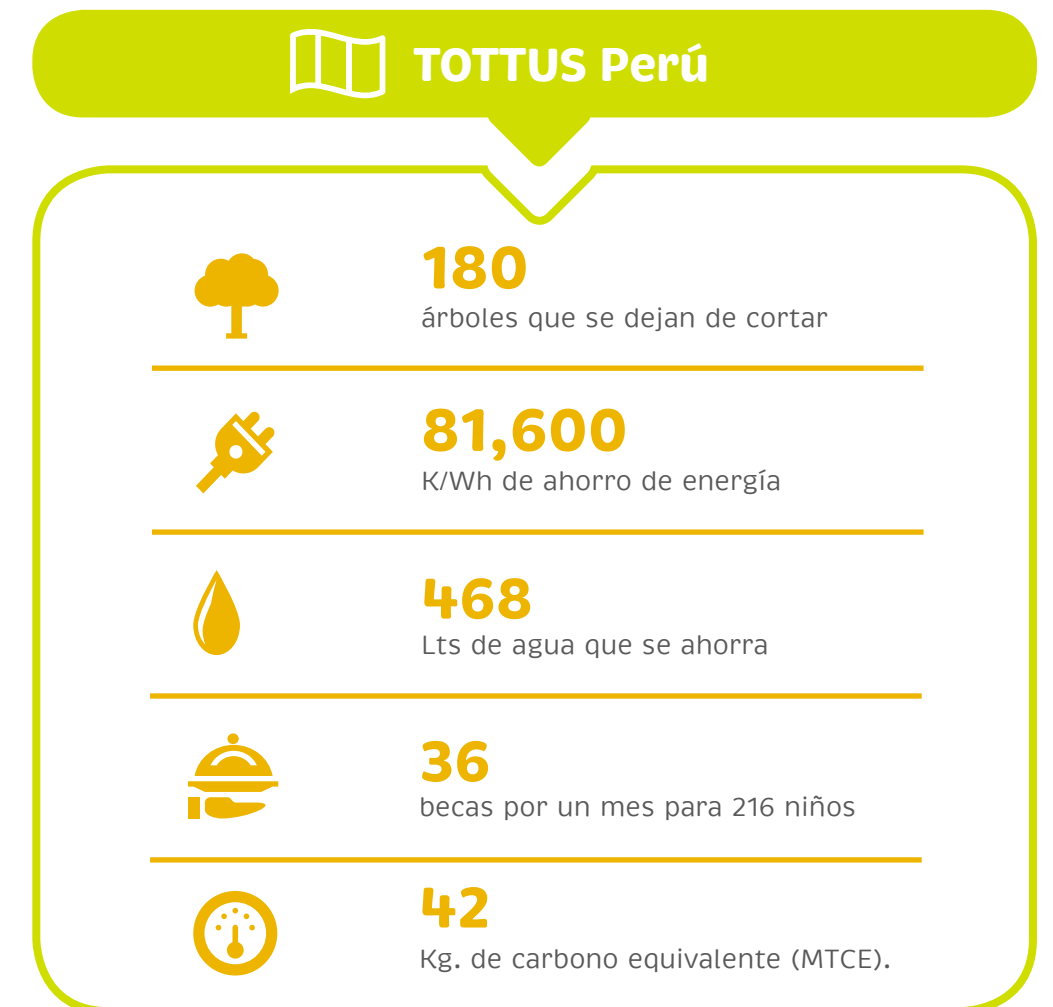 TOTTUS Perú
180
árboles que se dejan de cortar
81,600
K/Wh de ahorro de energía
468
Lts de agua que se ahorra
36
becas por un mes para 216 niños
42
Kg. de carbono equivalente (MTCE).